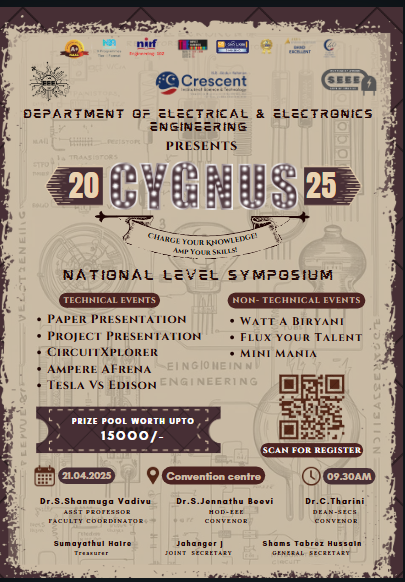 nirf
Crescent
SEEE
DEPARTMENT OF ELECTRICAL & ELECTRONICS
ENGINEERING
PRESENTS
20 CYGNUS 25
CHARGE YOUR KNOWLEDGE!
AMP YOUR SKILLS!
NATIONAL LEVEL SYMPOSIUM
TECHNICAL EVENTS
• PAPER PRESENTATION
• PROJECT PRESENTATION
• CIRCUITXPLORER
• AMPERE AFRENA
• TESLA VS EDISON
NON- TECHNICAL EVENTS
• WATT A BIRYANI
• FLUX YOUR TALENT
• MINI MANIA
PRIZE POOL WORTH UPTO
15000/-
SCAN FOR REGISTER
21.04.2025
Convention centre
09.30AM
Dr.S.Shanmuga Vadivu
ASST PROFESSOR
FACULTY COORDINATOR
Dr.S.Jennathu Beevi
HOD-EEE
CONVENOR
Dr.C.Tharini
DEAN-SECS
CONVENOR
Sumayathul Haire
Treasurer
Jahanger J
JOINT SECRETARY
Shams Tabrez Hussain
GENERAL SECRETARY